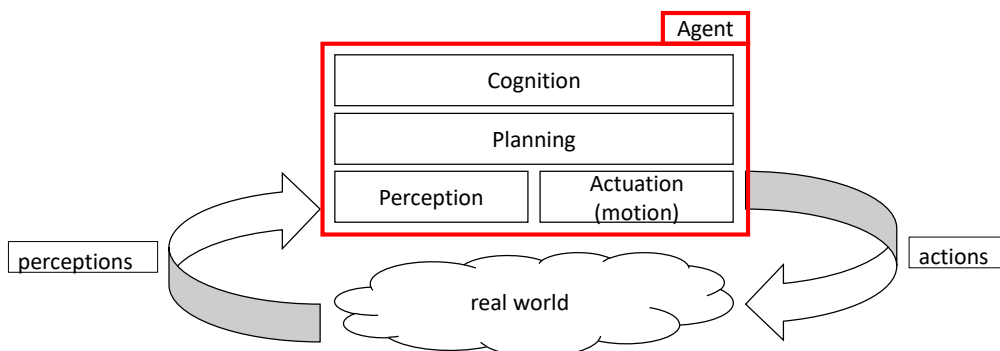 Agent
Cognition
Planning
Perception
Actuation
(motion)
perceptions
actions
real world